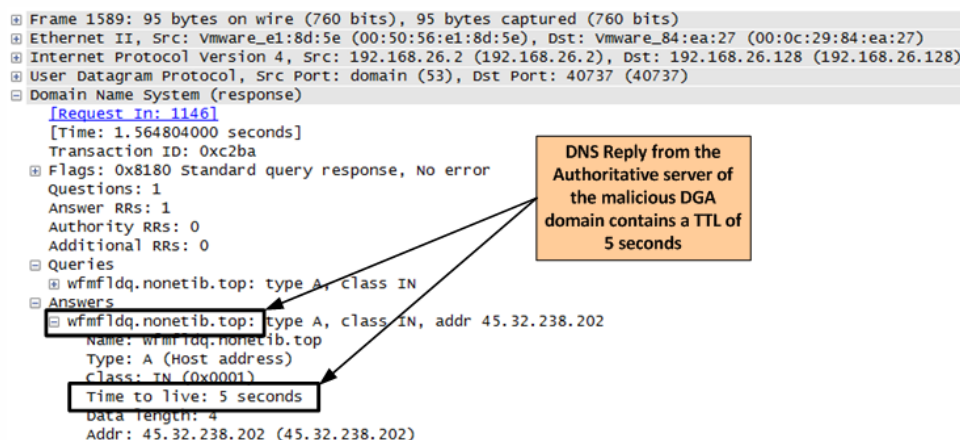 Frame 1589: 95 bytes on wire (760 bits), 95 bytes captured (760 bits)
Ethernet II, Src: Vmware_e1:8d:5e (00:50:56:e1:8d:5e), Dst: Vmware_84:ea:27 (00:0c:29:84:ea:27)
Internet Protocol Version 4, Src: 192.168.26.2 (192.168.26.2), Dst: 192.168.26.128 (192.168.26.128)
User Datagram Protocol, Src Port: domain (53), Dst Port: 40737 (40737)
Domain Name System (response)
[Request In: 1146]
[Time: 1.564804000 seconds]
Transaction ID: 0xc2ba
Flags: 0x8180 Standard query response, No error
Questions: 1
Answer RRs: 1
Authority RRs: 0
Additional RRs: 0
Queries
wfmfldq.nonetib.top: type A, class IN
Answers
wfmfldq.nonetib.top: type A, class IN, addr 45.32.238.202
Name: wfmfldq.nonetib.top
Type: A (Host address)
Class: IN (0x0001)
Time to live: 5 seconds
Data length: 4
Addr: 45.32.238.202 (45.32.238.202)
DNS Reply from the
Authoritative server of
the malicious DGA
domain contains a TTL of
5 seconds